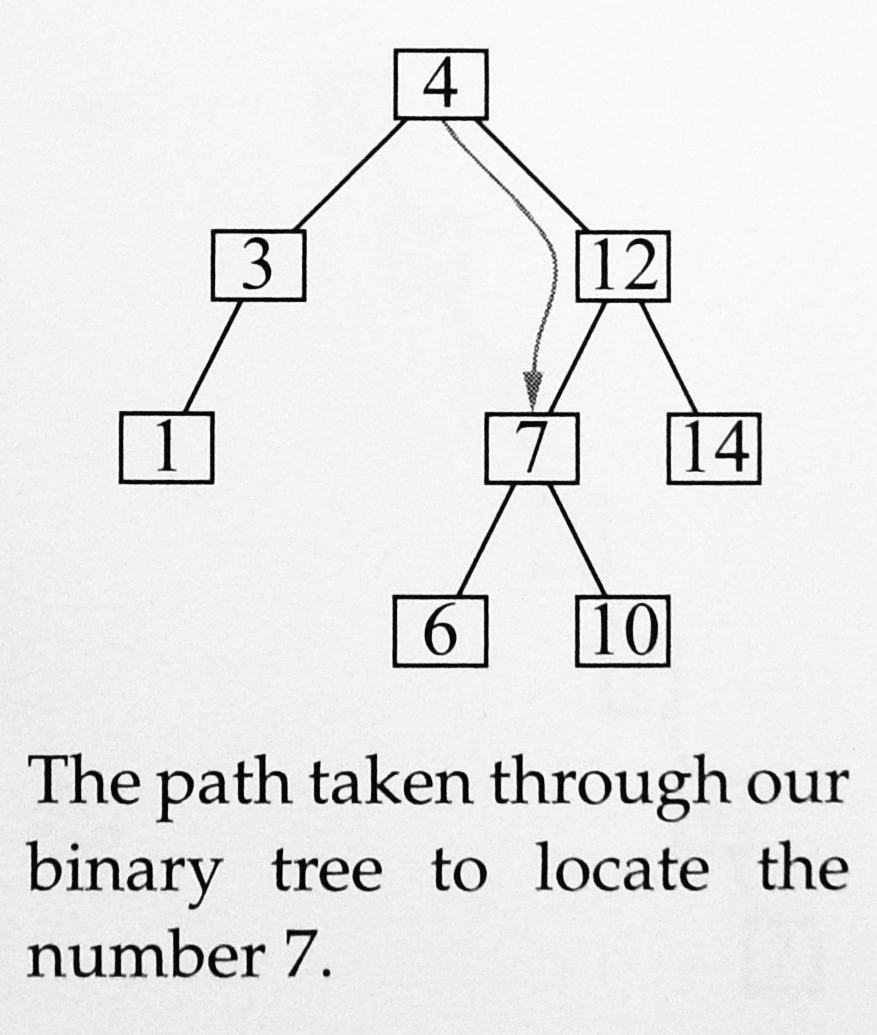 4
3 12
1 7 14
6 10
The path taken through our
binary tree to locate the
number 7.